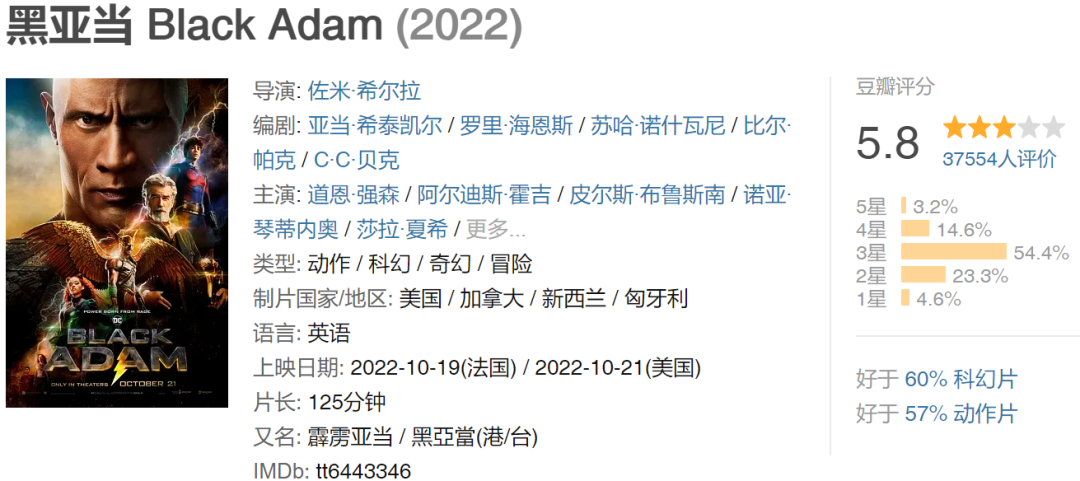 黑亚当 Black Adam (2022)
导演: 佐米·希尔拉
编剧: 亚当·希泰凯尔 / 罗里·海恩斯 / 苏哈·诺什瓦尼 / 比尔·
帕克 / C·C·贝克
主演: 道恩·强森 / 阿尔迪斯·霍吉 / 皮尔斯·布鲁斯南 / 诺亚·
琴蒂内奥 / 莎拉·夏希 / 更多...
类型: 动作 / 科幻 / 奇幻 / 冒险
制片国家/地区: 美国 / 加拿大 / 新西兰 / 匈牙利
语言: 英语
上映日期: 2022-10-19(法国) / 2022-10-21(美国)
片长: 125分钟
又名: 霹雳亚当 / 黑亞當(港/台)
IMDb: tt6443346
POWER BORN FROM RAGE
DC
BLACK
ADAM
ONLY IN THEATERS OCTOBER 21
豆瓣评分
5.8
37554人评价
5星 3.2%
4星 14.6%
3星 54.4%
2星 23.3%
1星 4.6%
好于 60% 科幻片
好于 57% 动作片